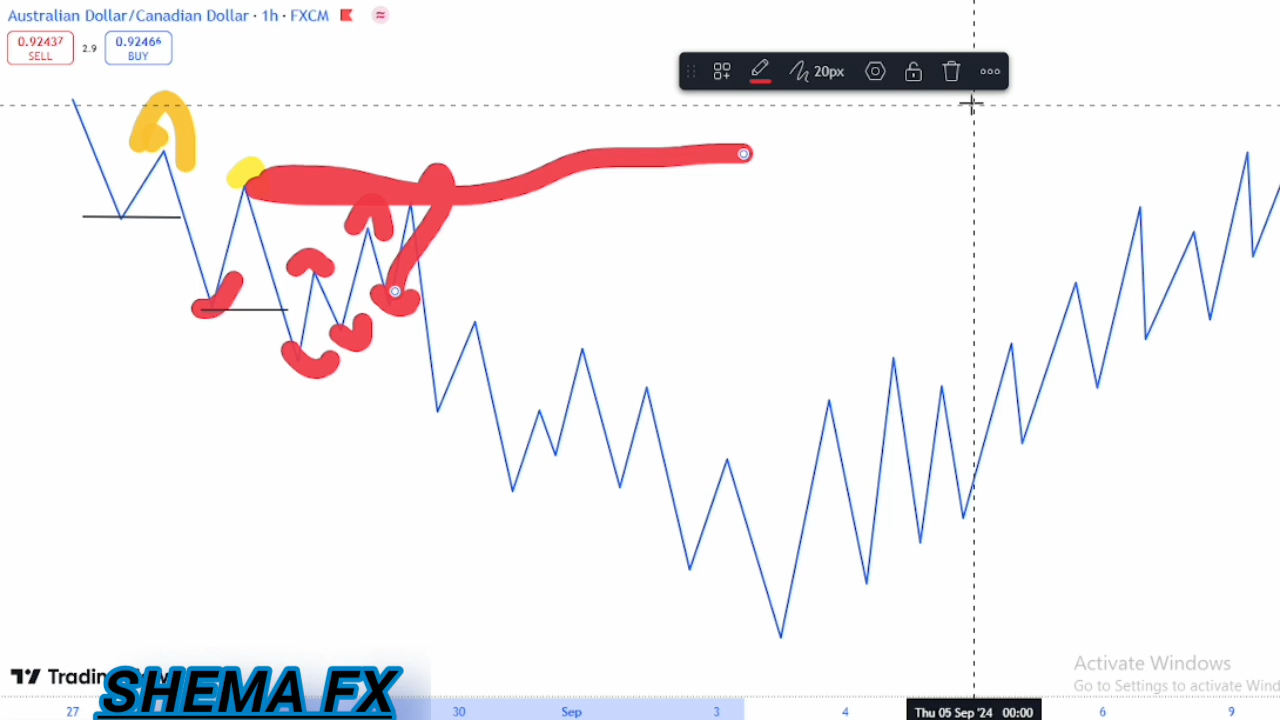 Australian Dollar/Canadian Dollar · 1h · FXCM
0.92437 2.9 0.92466
SELL BUY
20px
Activate Windows
Go to Settings to activate Wind
SHEMA FX
27 30 Sep 3 4 Thu 05 Sep '24 00:00 6 9